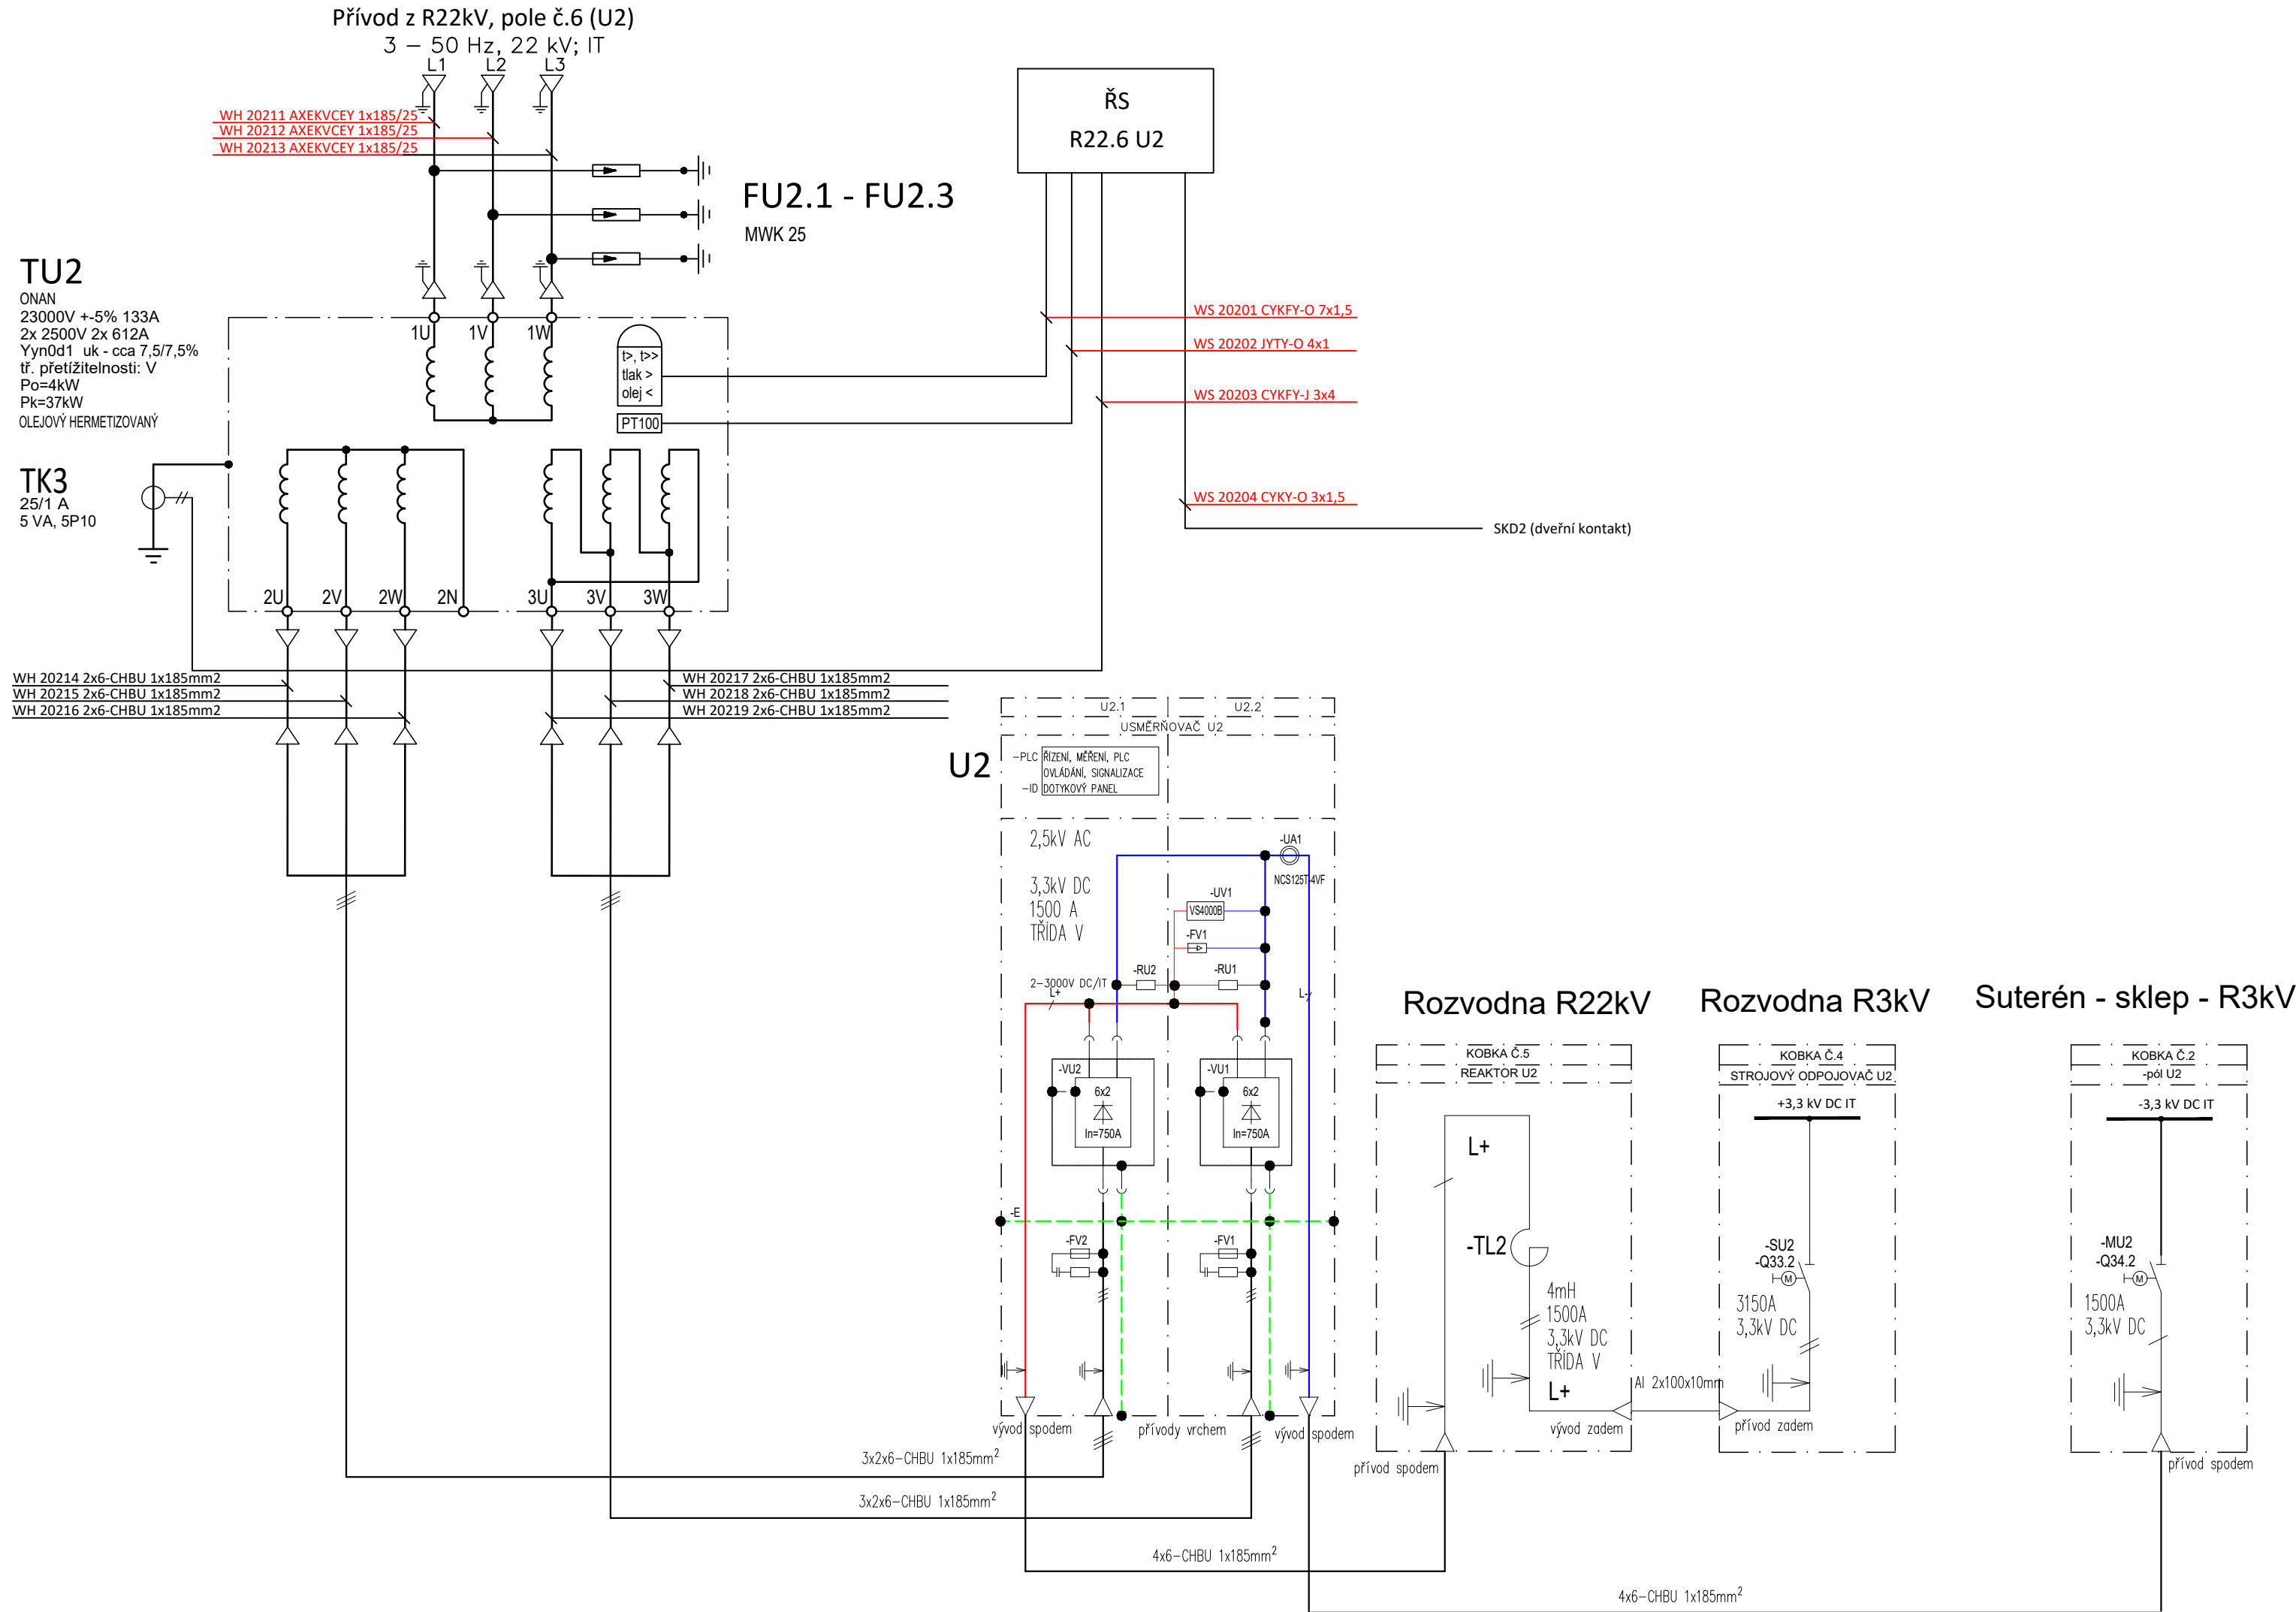 Přívod z R22kV, pole č.6 (U2)
3 – 50 Hz, 22 kV; IT
L1
L2
L3
WH 20211 AXEKVCEY 1x185/25
WH 20212 AXEKVCEY 1x185/25
WH 20213 AXEKVCEY 1x185/25
FU2.1 - FU2.3
MWK 25
ŘS
R22.6 U2
TU2
ONAN
23000V +-5% 133A
2x 2500V 2x 612A
Yyn0d1 uk - cca 7,5/7,5%
tř. přetížitelnosti: V
Po=4kW
Pk=37kW
OLEJOVÝ HERMETIZOVANÝ
1U
1V
1W
t>, t>>
tlak >
olej <
PT100
WS 20201 CYKFY-O 7x1,5
WS 20202 JYTY-O 4x1
WS 20203 CYKFY-J 3x4
WS 20204 CYKY-O 3x1,5
SKD2 (dveřní kontakt)
TK3
25/1 A
5 VA, 5P10
2U
2V
2W
2N
3U
3V
3W
WH 20214 2x6-CHBU 1x185mm2
WH 20215 2x6-CHBU 1x185mm2
WH 20216 2x6-CHBU 1x185mm2
WH 20217 2x6-CHBU 1x185mm2
WH 20218 2x6-CHBU 1x185mm2
WH 20219 2x6-CHBU 1x185mm2
U2.1
U2.2
USMĚRŇOVAČ U2
U2
-PLC
ŘÍZENÍ, MĚŘENÍ, PLC
OVLÁDÁNÍ, SIGNALIZACE
-ID
DOTYKOVÝ PANEL
2,5kV AC
3,3kV DC
1500 A
TŘÍDA V
-UA1
NCS125T-4VF
-UV1
VS4000B
-FV1
-RU2
-RU1
2-3000V DC/IT
L+
L-
-VU2
6x2
In=750A
-VU1
6x2
In=750A
-E
-FV2
-FV1
vývod spodem
přívody vrchem
vývod spodem
3x2x6-CHBU 1x185mm²
3x2x6-CHBU 1x185mm²
4x6-CHBU 1x185mm²
4x6-CHBU 1x185mm²
Rozvodna R22kV
KOBKA Č.5
REAKTOR U2
L+
-TL2
4mH
1500A
3,3kV DC
TŘÍDA V
L+
vývod zadem
přívod spodem
Al 2x100x10mm
Rozvodna R3kV
KOBKA Č.4
STROJOVÝ ODPOJOVAČ U2
+3,3 kV DC IT
-SU2
-Q33.2
M
3150A
3,3kV DC
přívod zadem
Suterén - sklep - R3kV
KOBKA Č.2
-pól U2
-3,3 kV DC IT
-MU2
-Q34.2
M
1500A
3,3kV DC
přívod spodem